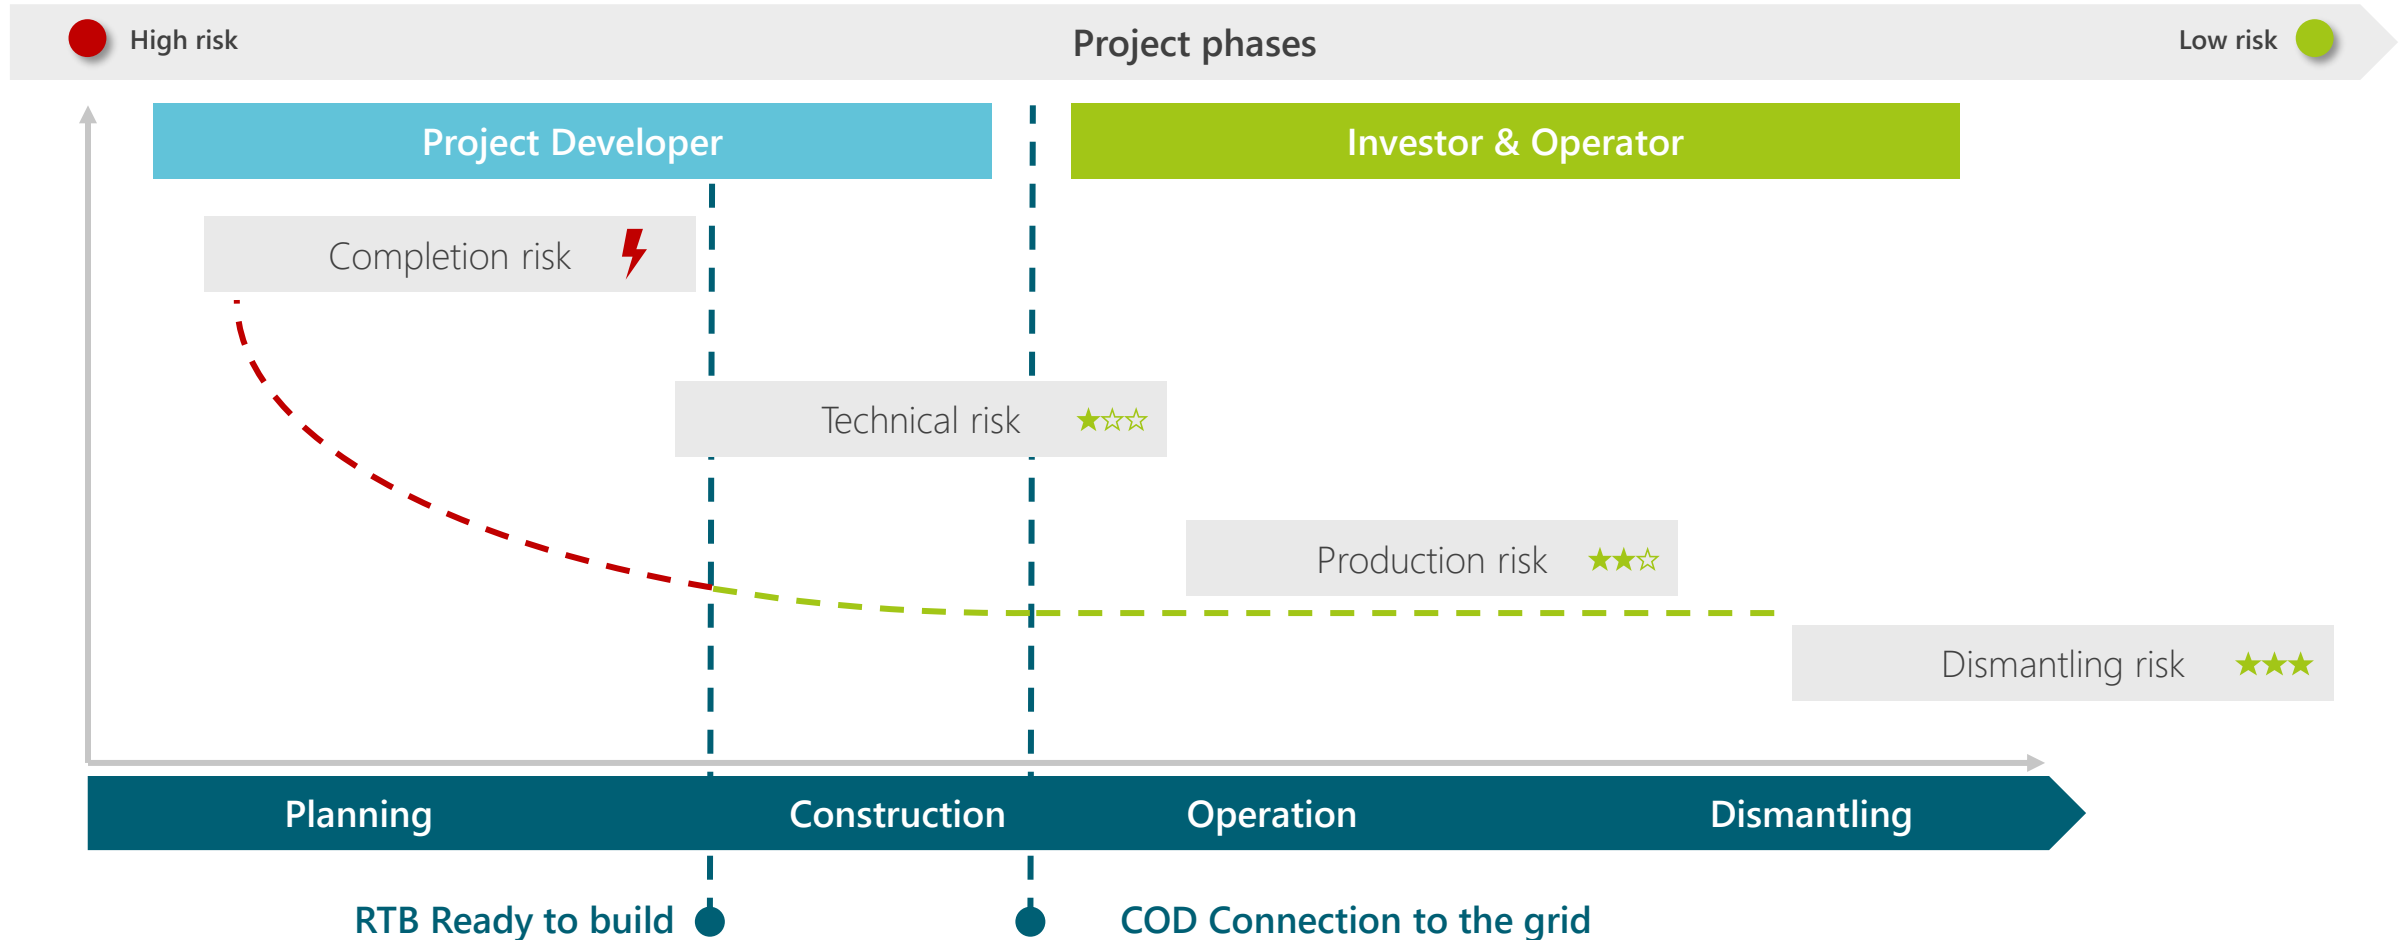 High risk
Project phases
Low risk
Project Developer
Investor & Operator
Completion risk
Technical risk
Production risk
Dismantling risk
Planning
Construction
Operation
Dismantling
RTB Ready to build
COD Connection to the grid